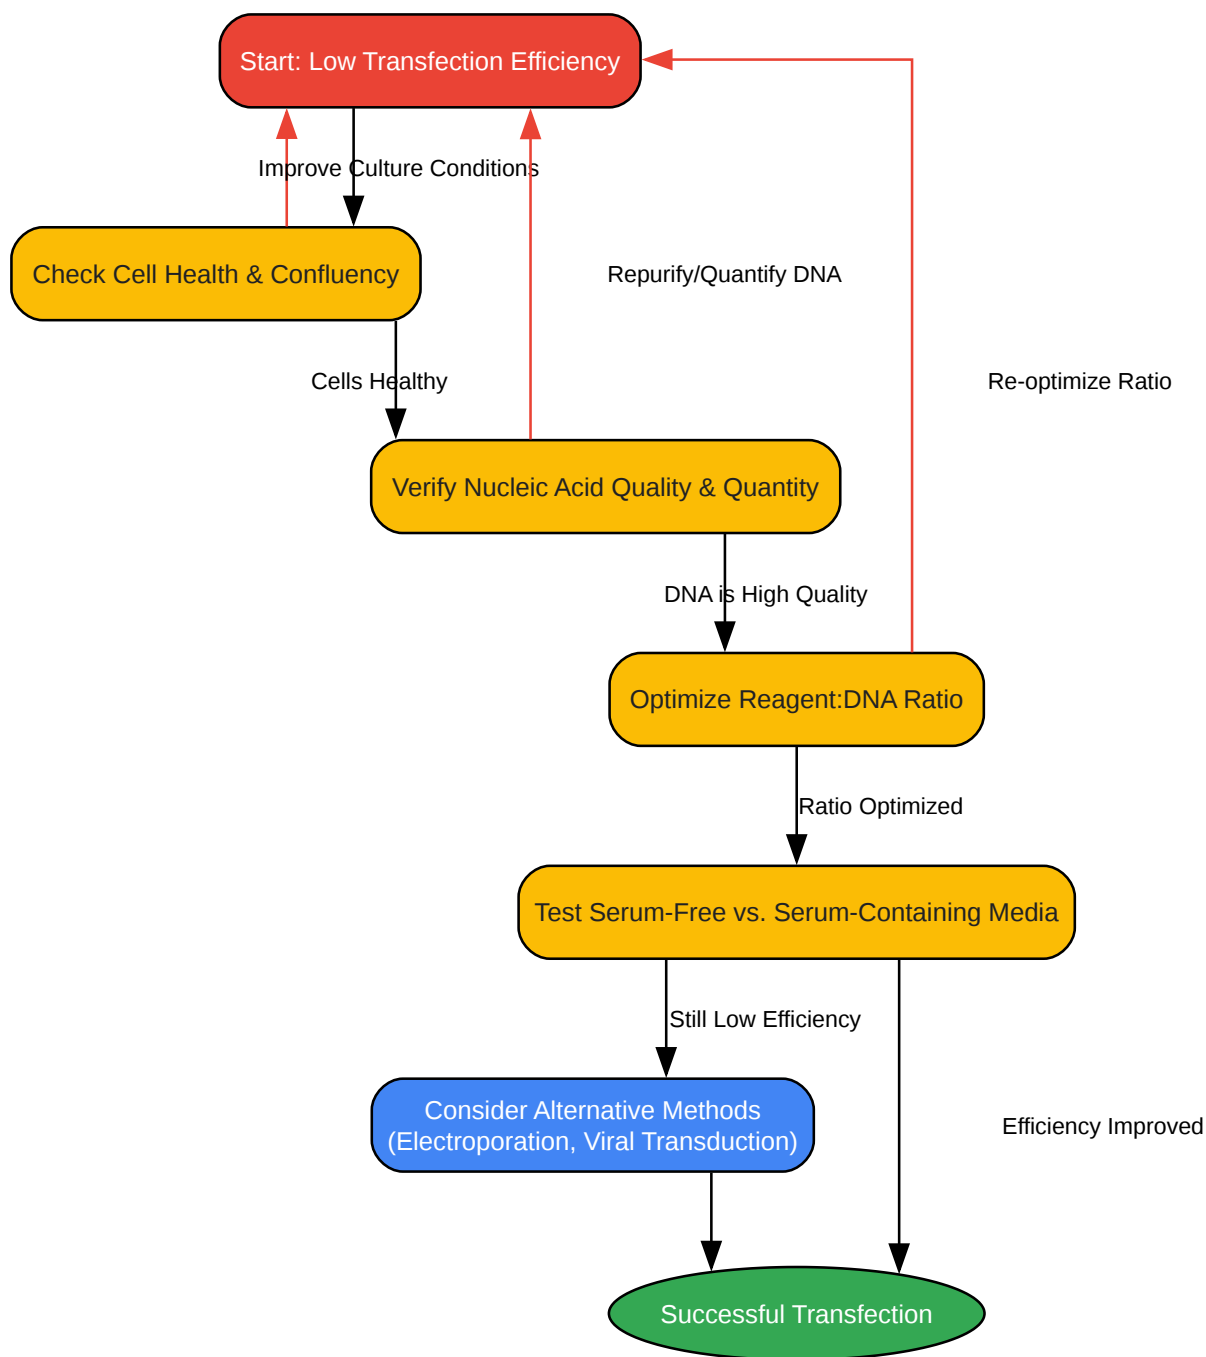 Start: Low Transfection Efficiency
Improve Culture Conditions
Check Cell Health & Confluency
Repurify/Quantify DNA
Cells Healthy
Re-optimize Ratio
Verify Nucleic Acid Quality & Quantity
DNA is High Quality
Optimize Reagent:DNA Ratio
Ratio Optimized
Test Serum-Free vs. Serum-Containing Media
Still Low Efficiency
Consider Alternative Methods
(Electroporation, Viral Transduction)
Efficiency Improved
Successful Transfection